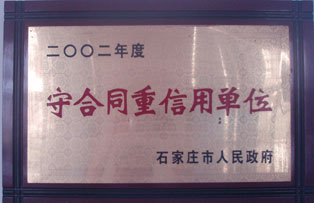 二〇〇二年度
守合同重信用单位
石家庄市人民政府